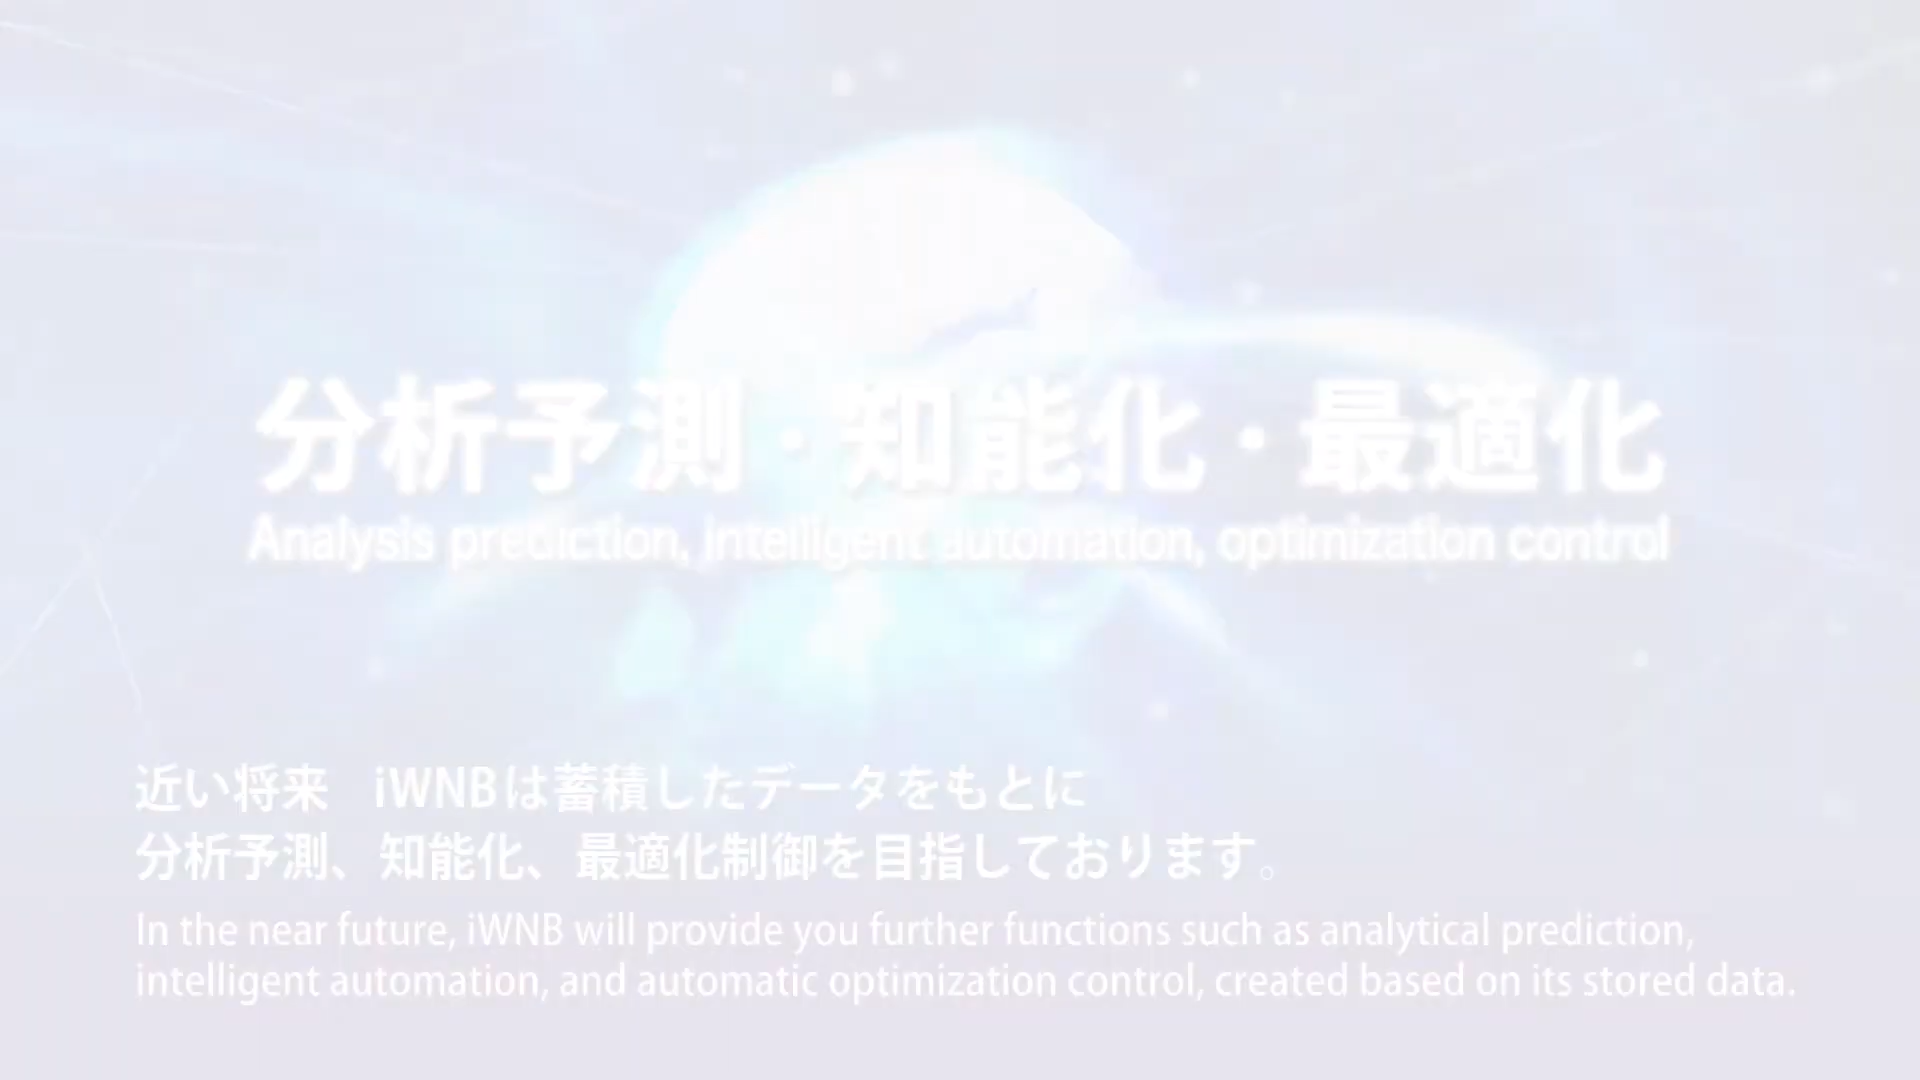 分析予測・知能化・最適化
Analysis prediction, intelligent automation, optimization control
近い将来　iWNBは蓄積したデータをもとに
分析予測、知能化、最適化制御を目指しております。
In the near future, iWNB will provide you further functions such as analytical prediction,
intelligent automation, and automatic optimization control, created based on its stored data.